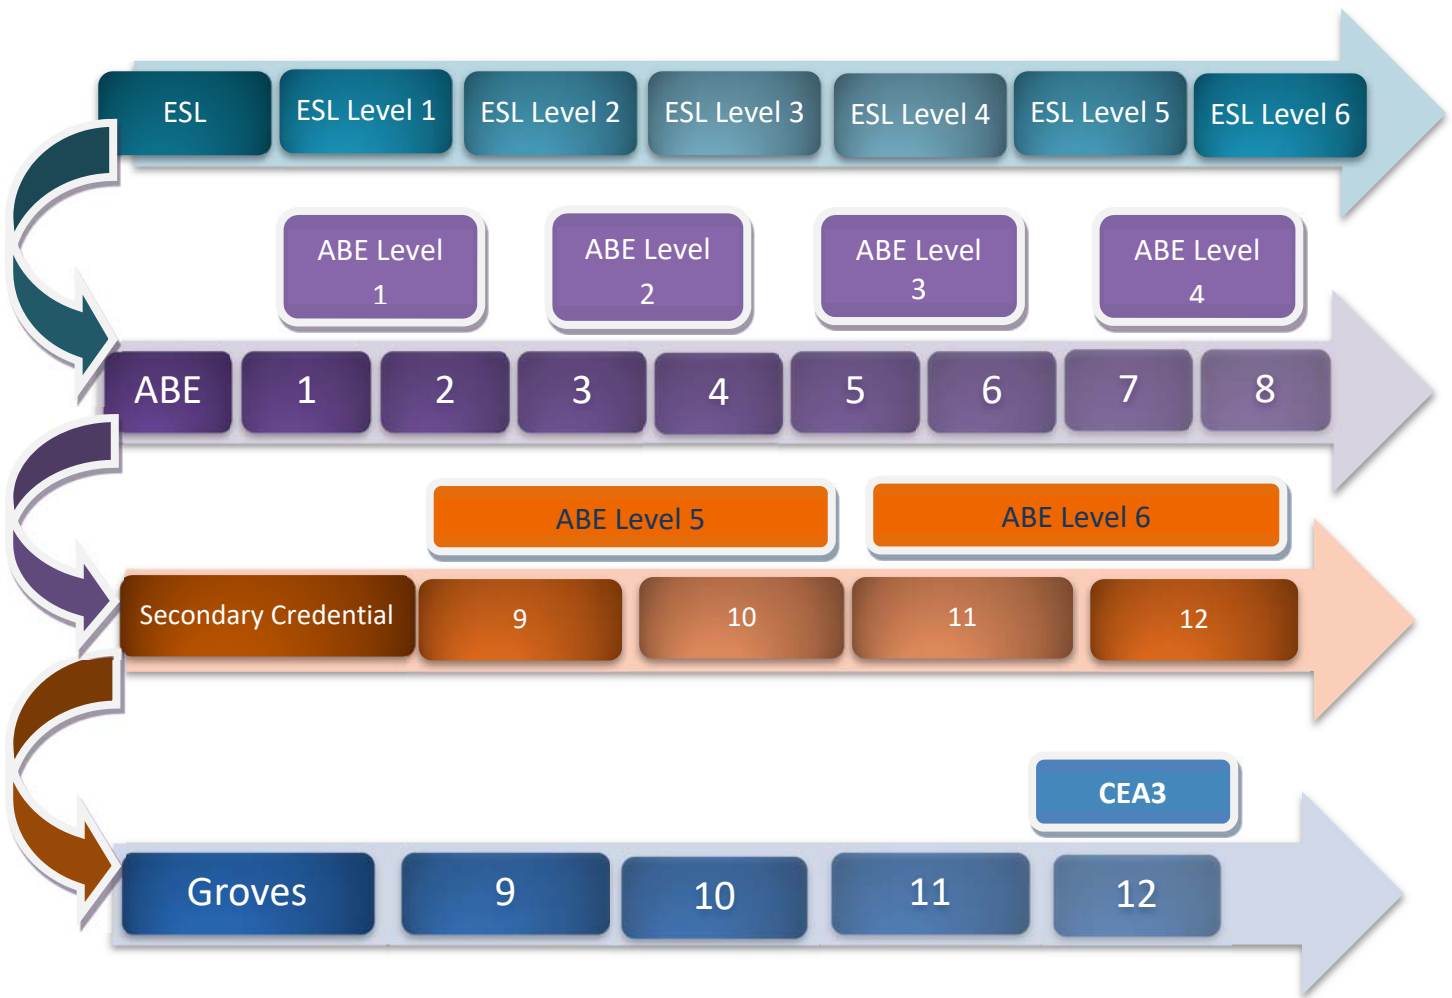 ESL
ESL Level 1
ESL Level 2
ESL Level 3
ESL Level 4
ESL Level 5
ESL Level 6
ABE Level
1
ABE Level
2
ABE Level
3
ABE Level
4
ABE
1
2
3
4
5
6
7
8
ABE Level 5
ABE Level 6
Secondary Credential
9
10
11
12
CEA3
Groves
9
10
11
12